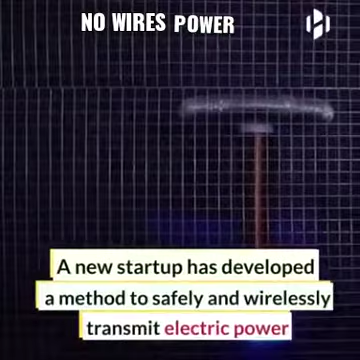 NO WIRES POWER
A new startup has developed
a method to safely and wirelessly
transmit electric power